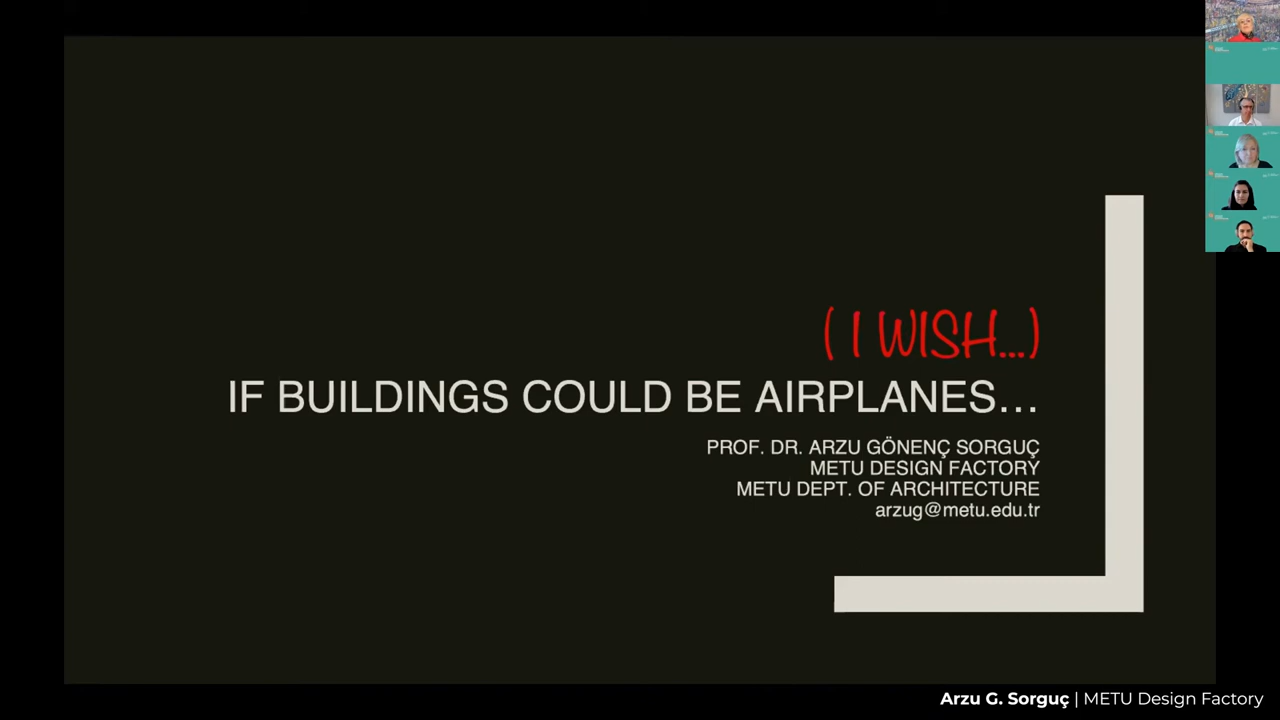 ( I WISH...)
IF BUILDINGS COULD BE AIRPLANES...
PROF. DR. ARZU GÖNENÇ SORGUÇ
METU DESIGN FACTORY
METU DEPT. OF ARCHITECTURE
arzug@metu.edu.tr
Arzu G. Sorguç | METU Design Factory